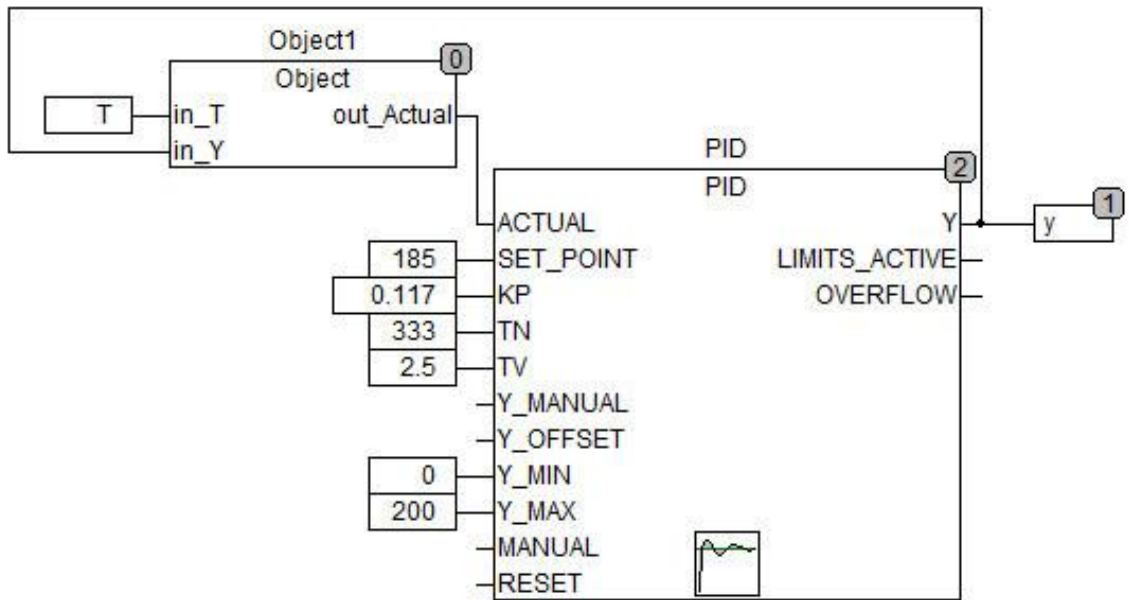 Object1
0
Object
T in_T out_Actual
in_Y
PID
2
PID
1
ACTUAL Y y
185 SET_POINT LIMITS_ACTIVE
0.117 KP OVERFLOW
333 TN
2.5 TV
Y_MANUAL
Y_OFFSET
0 Y_MIN
200 Y_MAX
MANUAL
RESET